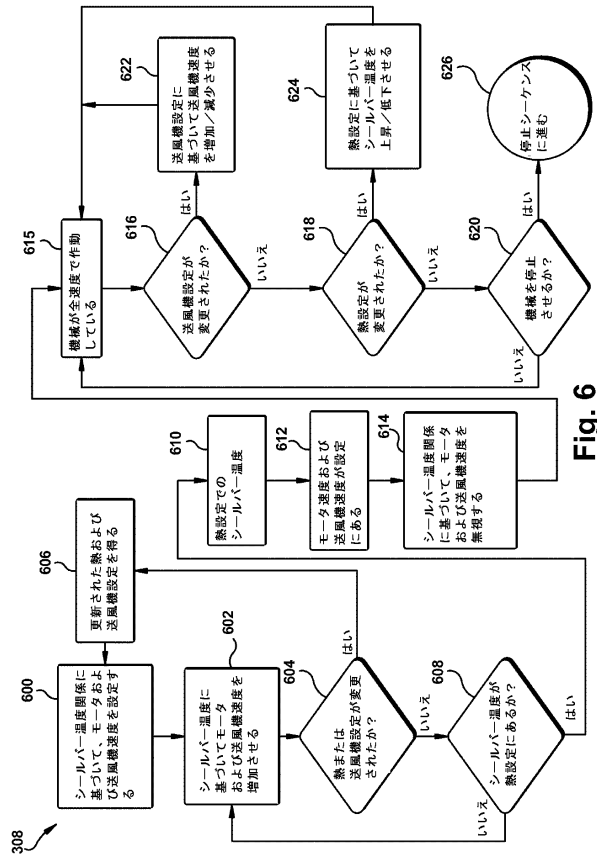 308
600
シールバー温度関係に
基づいて、モータおよ
び送風機速度を設定す
る
606
更新された熱および
送風機設定を得る
602
シールバー温度に
基づいてモータ
および送風機速度を
増加させる
604
熱または
送風機設定が変更
されたか？
はい
いいえ
608
シールバー温度が
熱設定にあるか？
いいえ
はい
610
熱設定での
シールバー温度
612
モータ速度および
送風機速度が設定
にある
614
シールバー温度関係
に基づいて、モータ
および送風機速度を
無視する
615
機械が全速度で作動
している
616
送風機設定が
変更されたか？
はい
いいえ
622
送風機設定に
基づいて送風機速度
を増加／減少させる
618
熱設定が
変更されたか？
はい
いいえ
624
熱設定に基づいて
シールバー温度を
上昇／低下させる
620
機械を停止
させるか？
いいえ
はい
626
停止シーケンス
に進む
Fig. 6